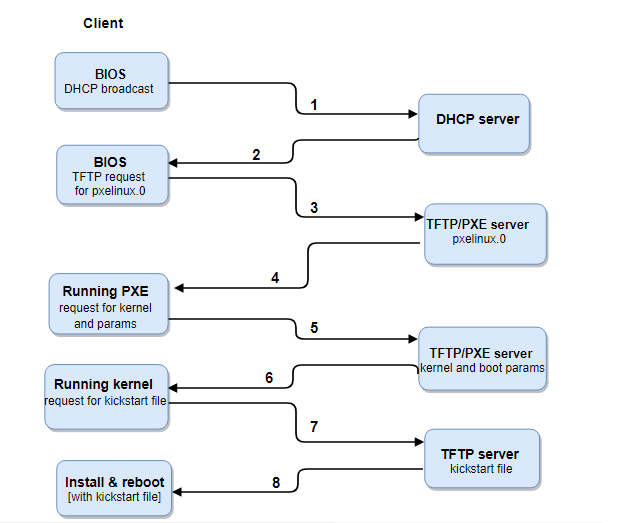 Client
BIOS
DHCP broadcast
1
DHCP server
2
BIOS
TFTP request
for pxelinux.0
3
TFTP/PXE server
pxelinux.0
4
Running PXE
request for kernel
and params
5
TFTP/PXE server
kernel and boot params
6
Running kernel
request for kickstart file
7
TFTP server
kickstart file
8
Install & reboot
[with kickstart file]